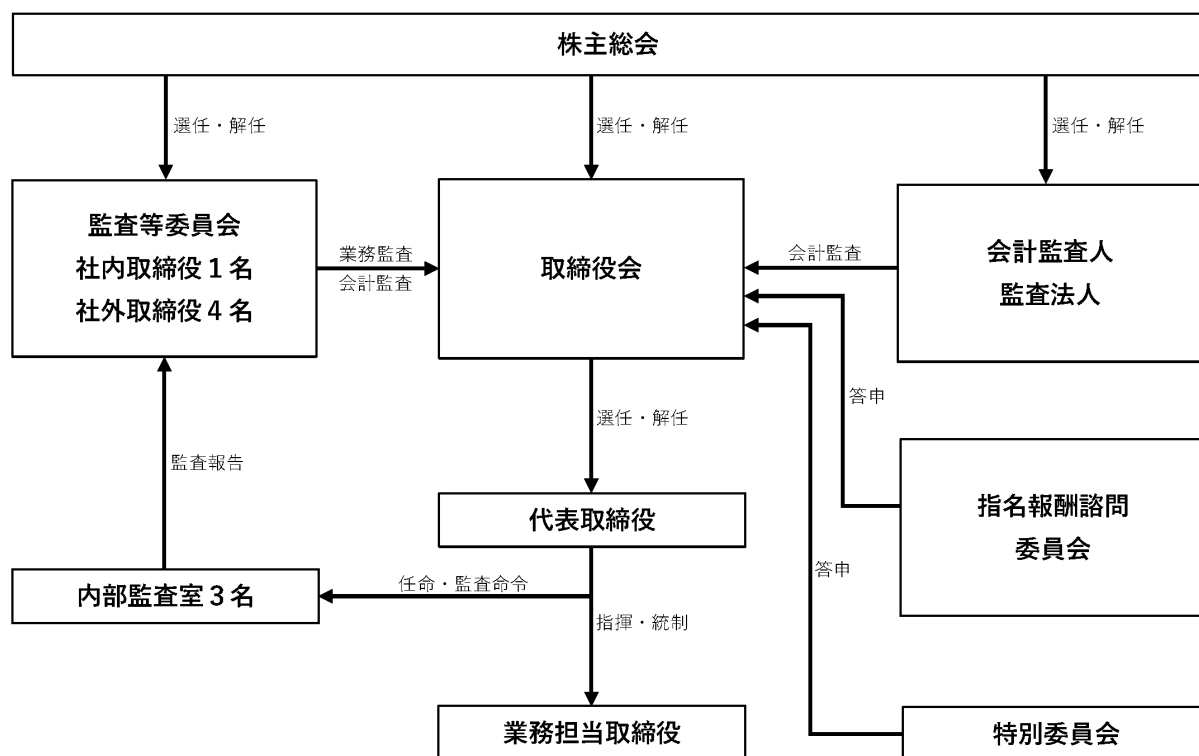 株主総会
選任・解任
選任・解任
選任・解任
監査等委員会
社内取締役１名
社外取締役４名
業務監査
会計監査
取締役会
会計監査
会計監査人
監査法人
選任・解任
答申
監査報告
代表取締役
指名報酬諮問
委員会
内部監査室３名
任命・監査命令
答申
指揮・統制
業務担当取締役
特別委員会